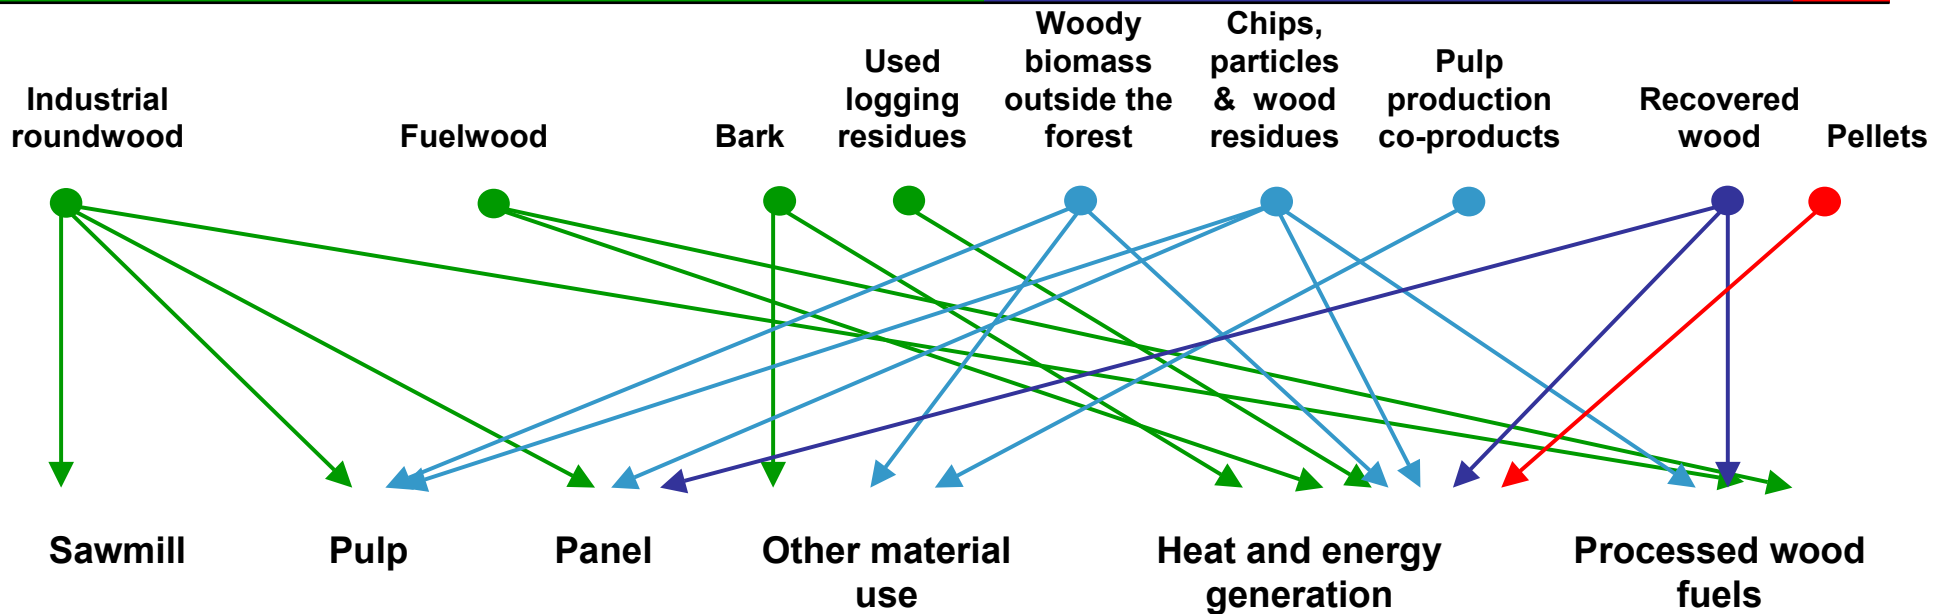 Industrial
roundwood
Fuelwood
Bark
Used
logging
residues
Woody
biomass
outside the
forest
Chips,
particles
& wood
residues
Pulp
production
co-products
Recovered
wood
Pellets
Sawmill
Pulp
Panel
Other material
use
Heat and energy
generation
Processed wood
fuels